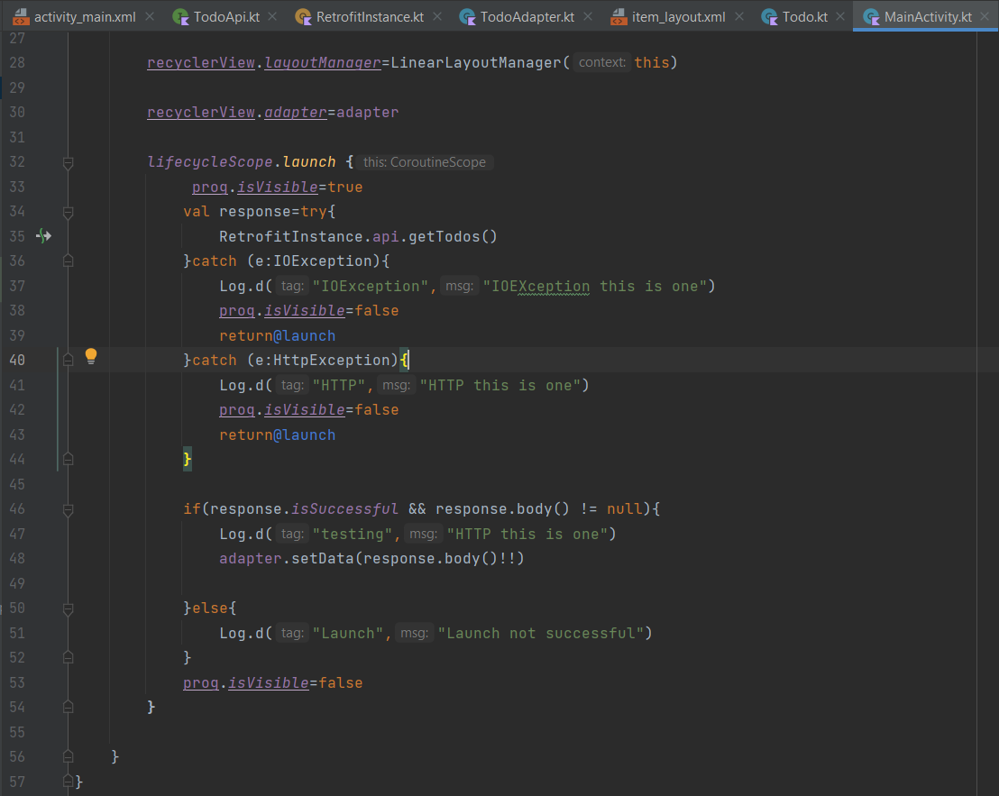 activity_main.xml TodoApi.kt RetrofitInstance.kt TodoAdapter.kt item_layout.xml Todo.kt MainActivity.kt
27
28 recyclerView.layoutManager=LinearLayoutManager( context: this)
29
30 recyclerView.adapter=adapter
31
32 lifecycleScope.launch { this: CoroutineScope
33 prog.isVisible=true
34 val response=try{
35 RetrofitInstance.api.getTodos()
36 }catch (e:IOException){
37 Log.d( tag: "IOException", msg: "IOEXception this is one")
38 prog.isVisible=false
39 return@launch
40 }catch (e:HttpException){
41 Log.d( tag: "HTTP", msg: "HTTP this is one")
42 prog.isVisible=false
43 return@launch
44 }
45
46 if(response.isSuccessful && response.body() != null){
47 Log.d( tag: "testing", msg: "HTTP this is one")
48 adapter.setData(response.body()!!)
49
50 }else{
51 Log.d( tag: "Launch", msg: "Launch not successful")
52 }
53 prog.isVisible=false
54 }
55
56 }
57 }